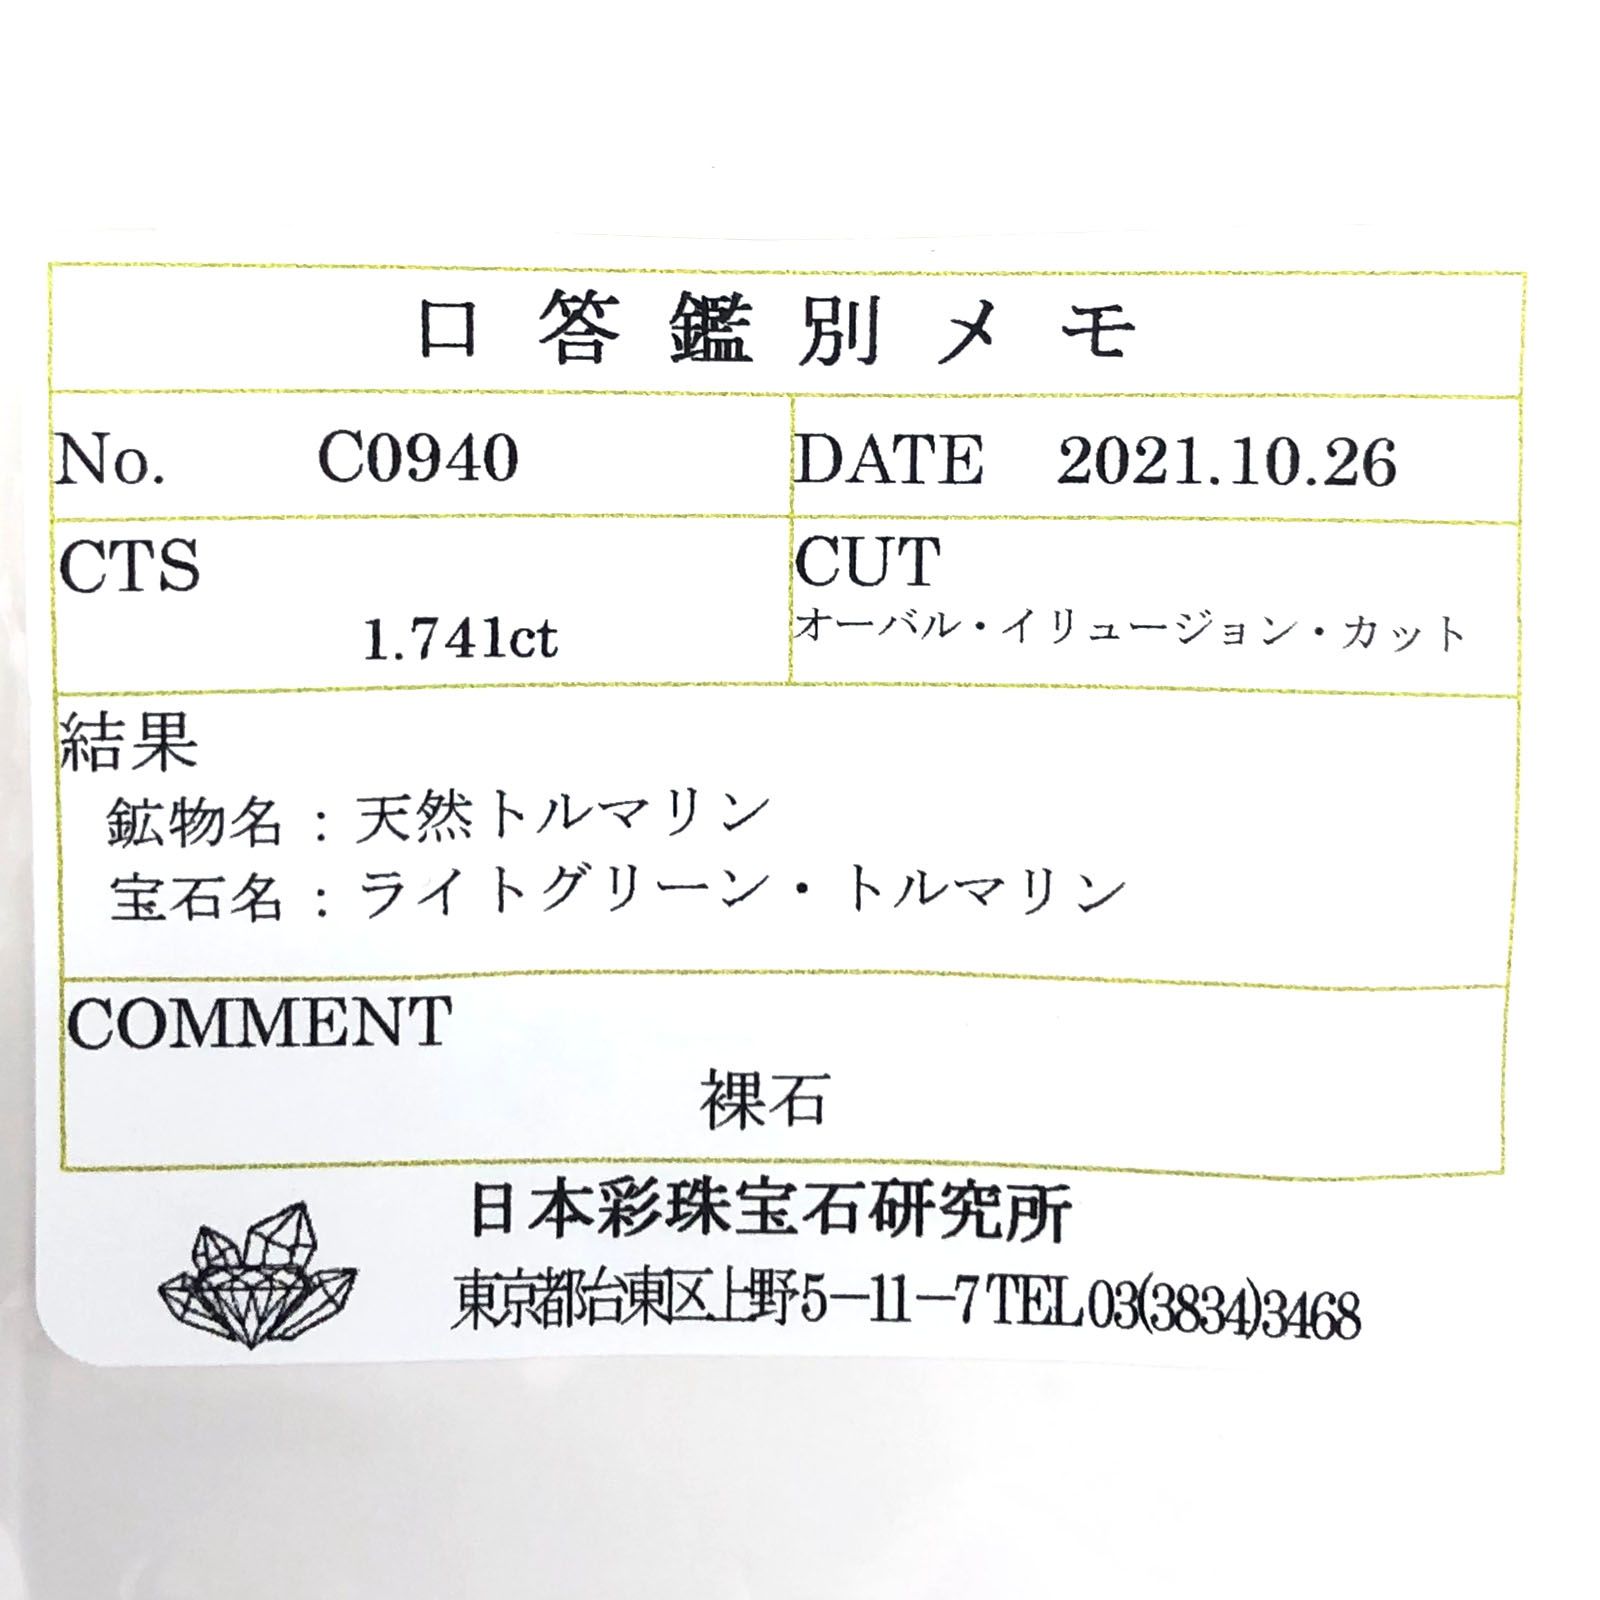 口答鑑別メモ
No. C0940 DATE 2021.10.26
CTS CUT
1.741ct オーバル・イリュージョン・カット
結果
鉱物名：天然トルマリン
宝石名：ライトグリーン・トルマリン
COMMENT
裸石
日本彩珠宝石研究所
東京都台東区上野5－11－7 TEL 03(3834)3468